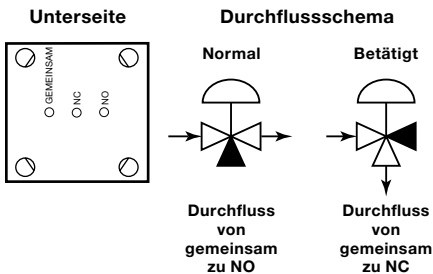 Unterseite
GEMEINSAM
NC
NO
Durchflussschema
Normal
Betätigt
Durchfluss
von
gemeinsam
zu NO
Durchfluss
von
gemeinsam
zu NC